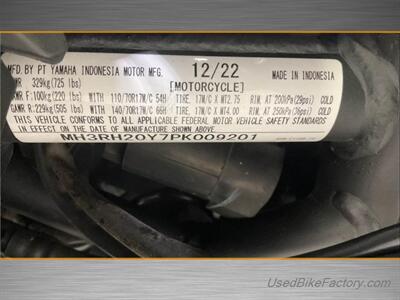 MFD.BY PT YAMAHA INDONESIA MOTOR MFG. 12/22 MADE IN INDONESIA
329kg(725 lbs) [MOTORCYCLE]
GAWR F: 100kg(220 lbs) WITH 110/70R17M/C 54H TIRE, 17M/C X MT2.75 RIM, AT 200kPa(29psi) COLD
GAWR R: 229kg(505 lbs) WITH 140/70R17M/C 66H TIRE, 17M/C X MT4.00 RIM, AT 250kPa(36psi) COLD
THIS VEHICLE CONFORMS TO ALL APPLICABLE FEDERAL MOTOR VEHICLE SAFETY STANDARDS
IN EFFECT ON THE DATE OF MANUFACTURE SHOWN ABOVE.
MH3RH20Y7PK009201
UsedBikeFactory.com